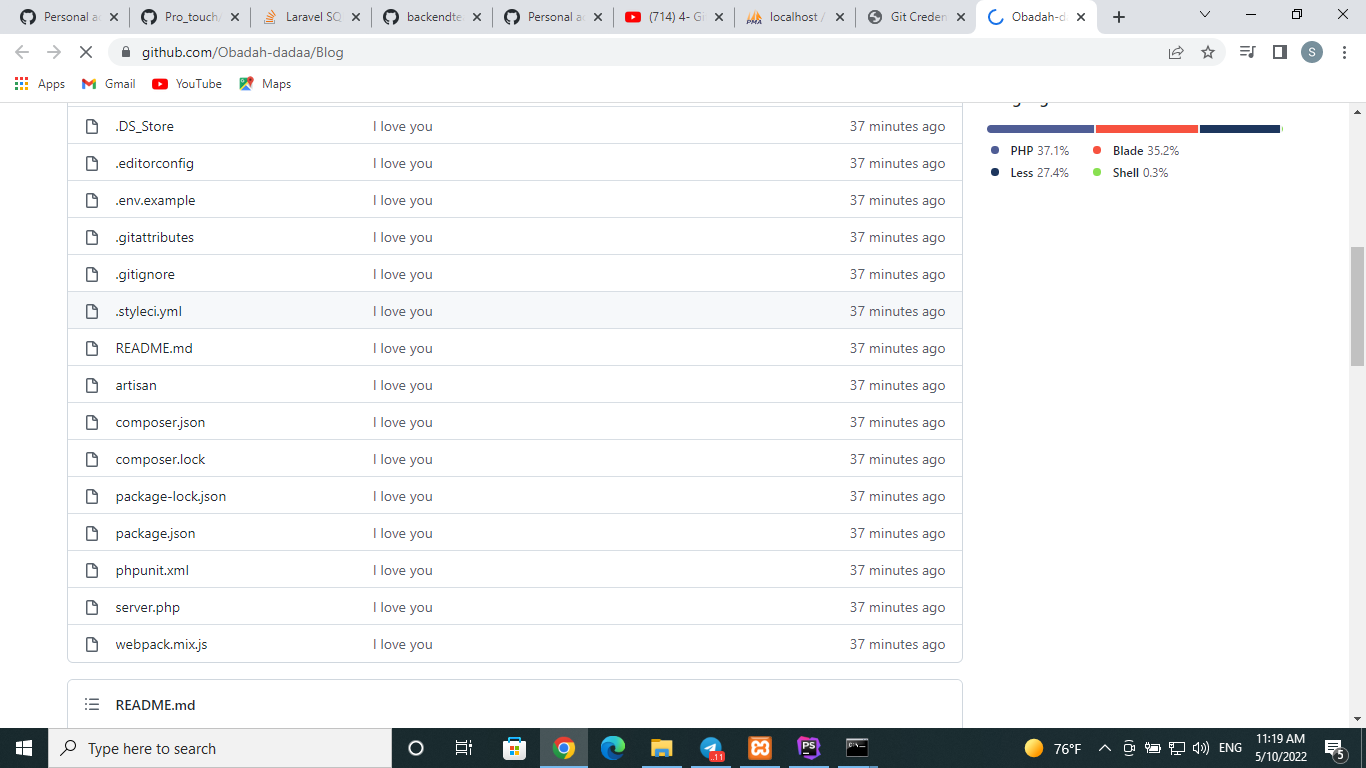 Personal a
Pro_touch
Laravel SQ
backendte
Personal a
(714) 4- Gi
localhost /
Git Creden
Obadah-d
github.com/Obadah-dadaa/Blog
S
Apps
Gmail
YouTube
Maps
.DS_Store I love you 37 minutes ago
.editorconfig I love you 37 minutes ago
.env.example I love you 37 minutes ago
.gitattributes I love you 37 minutes ago
.gitignore I love you 37 minutes ago
.styleci.yml I love you 37 minutes ago
README.md I love you 37 minutes ago
artisan I love you 37 minutes ago
composer.json I love you 37 minutes ago
composer.lock I love you 37 minutes ago
package-lock.json I love you 37 minutes ago
package.json I love you 37 minutes ago
phpunit.xml I love you 37 minutes ago
server.php I love you 37 minutes ago
webpack.mix.js I love you 37 minutes ago
README.md
PHP 37.1% Blade 35.2%
Less 27.4% Shell 0.3%
Type here to search
..11
PS
76°F
ENG
11:19 AM
5/10/2022
5